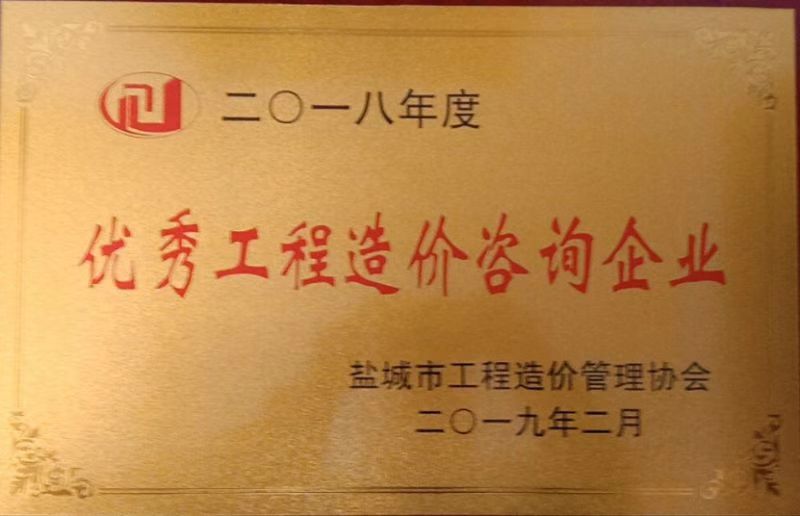 二〇一八年度
优秀工程造价咨询企业
盐城市工程造价管理协会
二〇一九年二月